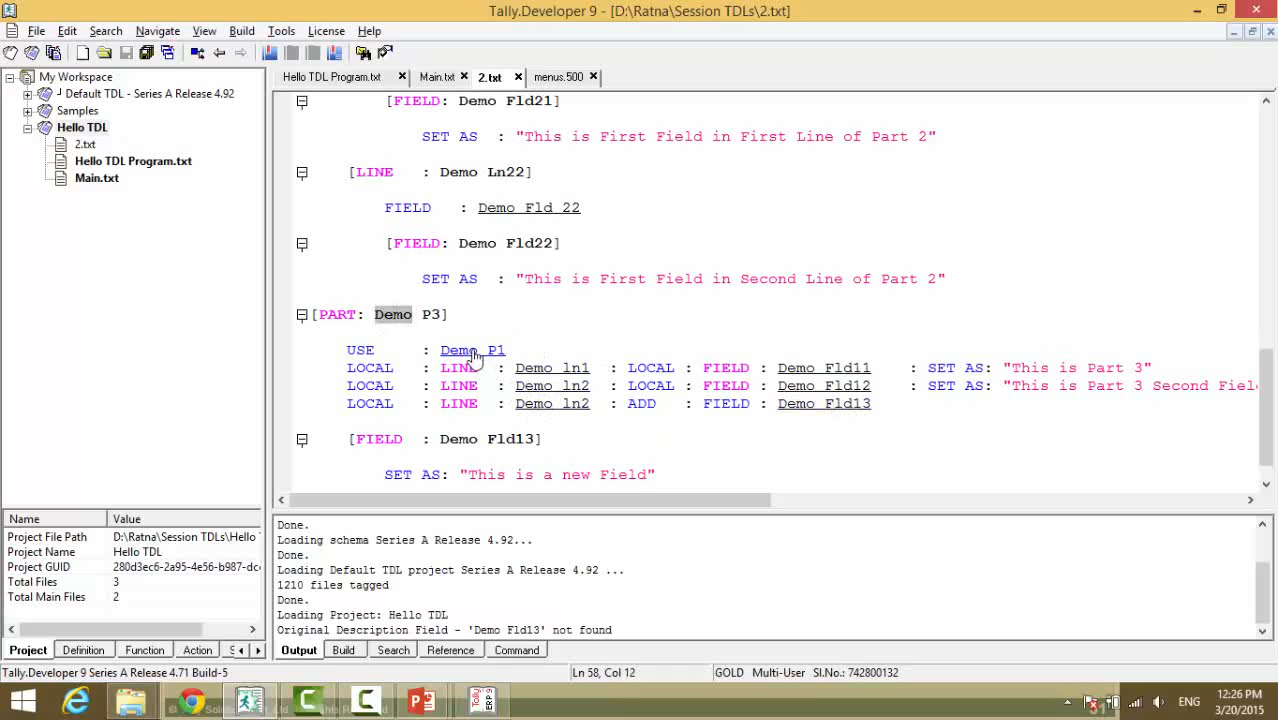 Tally.Developer 9 - [D:\Ratna\Session TDLs\2.txt]
File Edit Search Navigate View Build Tools License Help
My Workspace
Default TDL - Series A Release 4.92
Samples
Hello TDL
2.txt
Hello TDL Program.txt
Main.txt
Hello TDL Program.txt Main.txt 2.txt menus.500
[FIELD: Demo Fld21]
SET AS : "This is First Field in First Line of Part 2"
[LINE : Demo Ln22]
FIELD : Demo Fld 22
[FIELD: Demo Fld22]
SET AS : "This is First Field in Second Line of Part 2"
[PART: Demo P3]
USE : Demo P1
LOCAL : LINE : Demo ln1 : LOCAL : FIELD : Demo Fld11 : SET AS: "This is Part 3"
LOCAL : LINE : Demo ln2 : LOCAL : FIELD : Demo Fld12 : SET AS: "This is Part 3 Second Fiel
LOCAL : LINE : Demo ln2 : ADD : FIELD : Demo Fld13
[FIELD : Demo Fld13]
SET AS: "This is a new Field"
Name Value
Project File Path D:\Ratna\Session TDLs\Hello
Project Name Hello TDL
Project GUID 280d3ec6-2a95-4e56-b987-dc
Total Files 3
Total Main Files 2
Project Definition Function Action S
Done.
Loading schema Series A Release 4.92...
Done.
Loading Default TDL project Series A Release 4.92 ...
1210 files tagged
Done.
Loading Project: Hello TDL
Original Description Field - 'Demo Fld13' not found
Output Build Search Reference Command
Tally.Developer 9 Series A Release 4.71 Build-5 Ln 58, Col 12 GOLD Multi-User Sl.No.: 742800132
Tally ERP 9
ENG
12:26 PM
3/20/2015